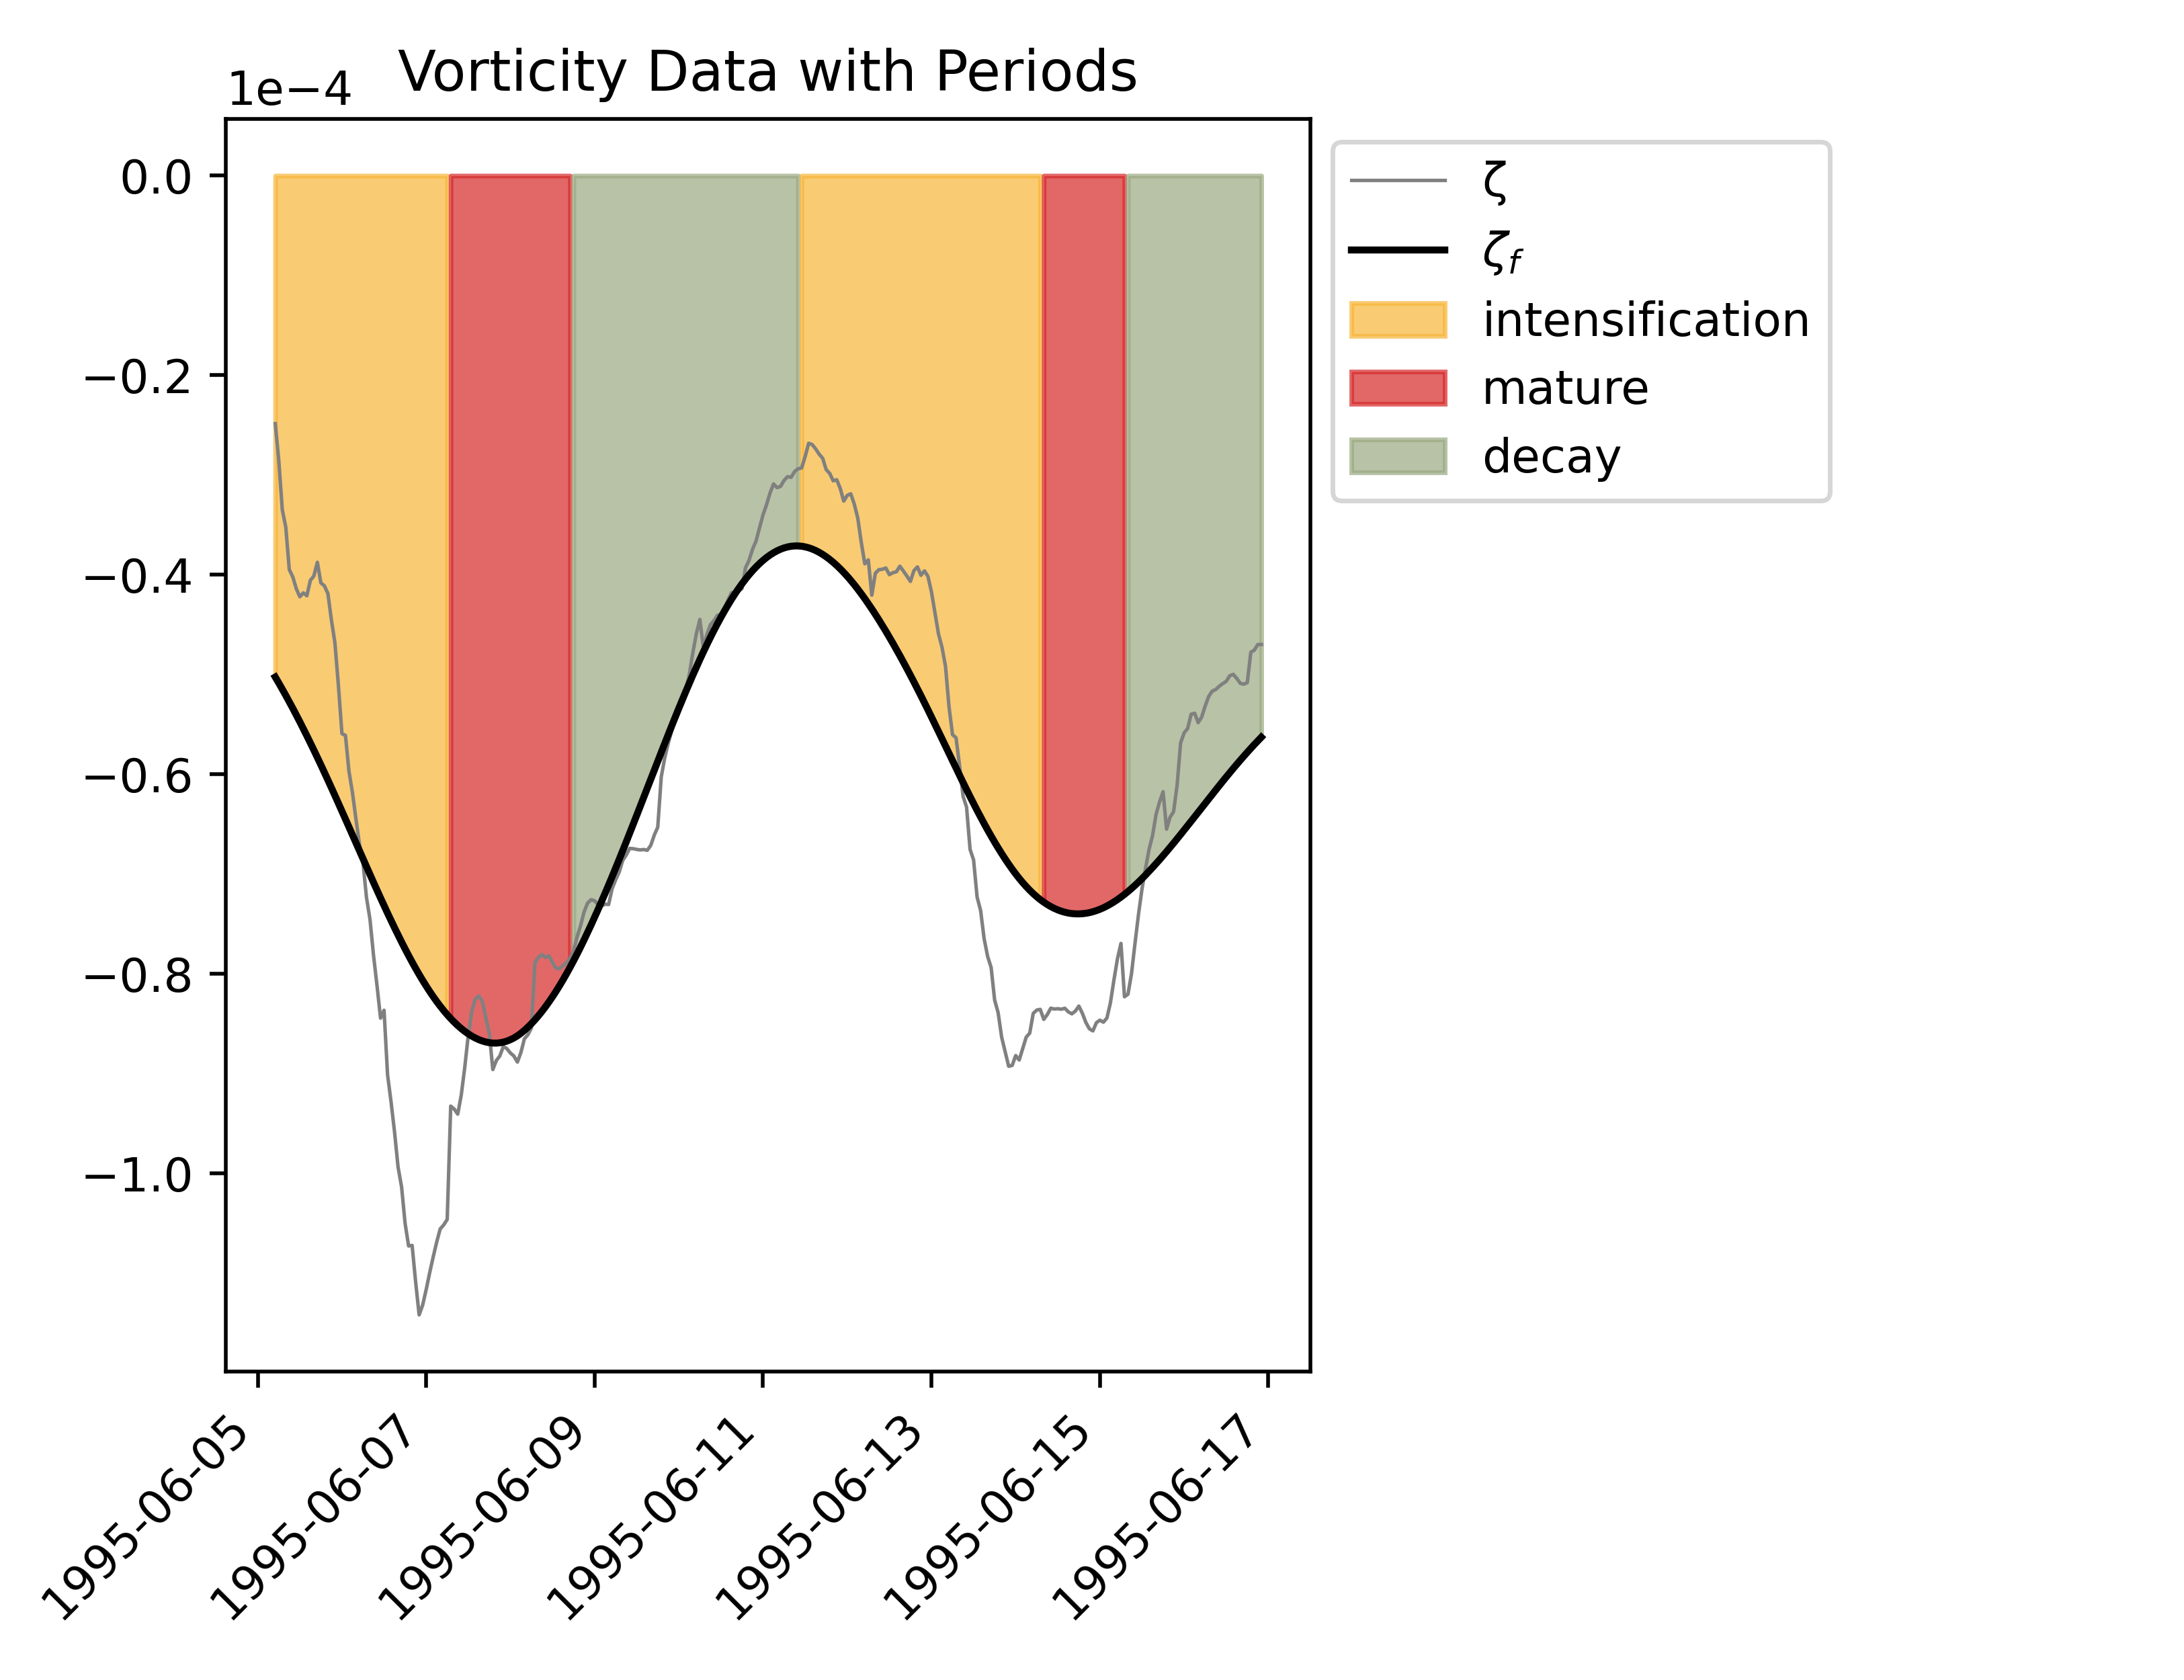 Vorticity Data with Periods
1e−4
0.0
−0.2
−0.4
−0.6
−0.8
−1.0
1995-06-05
1995-06-07
1995-06-09
1995-06-11
1995-06-13
1995-06-15
1995-06-17
ζ
ζf
intensification
mature
decay